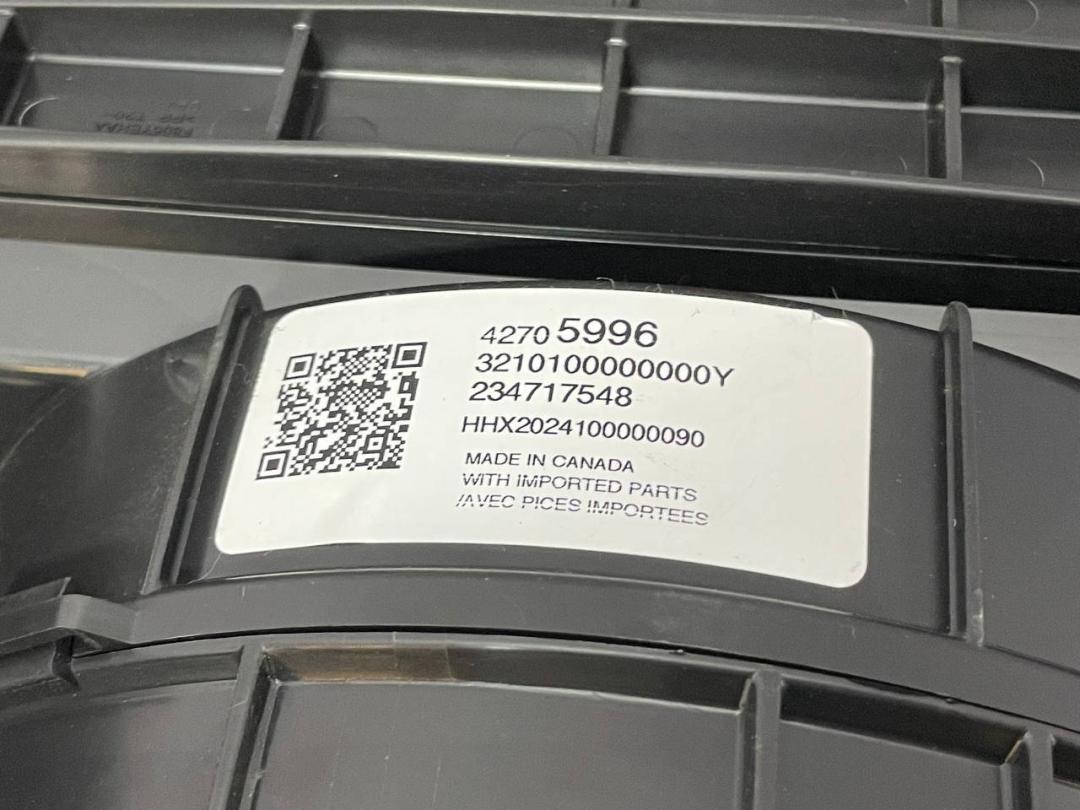 4270 5996
3210100000000Y
234717548
HHX2024100000090
MADE IN CANADA
WITH IMPORTED PARTS
/AVEC PICES IMPORTEES